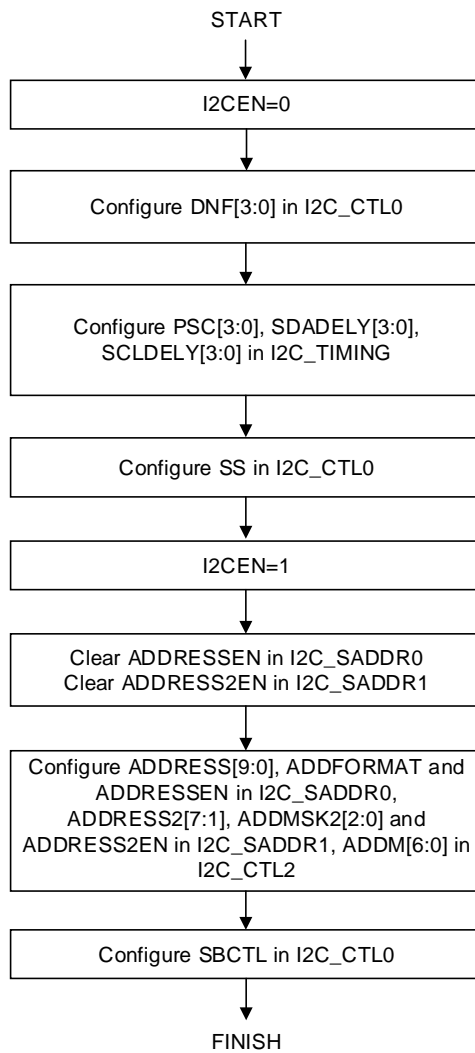 START
I2CEN=0
Configure DNF[3:0] in I2C_CTL0
Configure PSC[3:0], SDADELY[3:0],
SCLDELY[3:0] in I2C_TIMING
Configure SS in I2C_CTL0
I2CEN=1
Clear ADDRESSEN in I2C_SADDR0
Clear ADDRESS2EN in I2C_SADDR1
Configure ADDRESS[9:0], ADDFORMAT and
ADDRESSEN in I2C_SADDR0,
ADDRESS2[7:1], ADDMSK2[2:0] and
ADDRESS2EN in I2C_SADDR1, ADDM[6:0] in
I2C_CTL2
Configure SBCTL in I2C_CTL0
FINISH